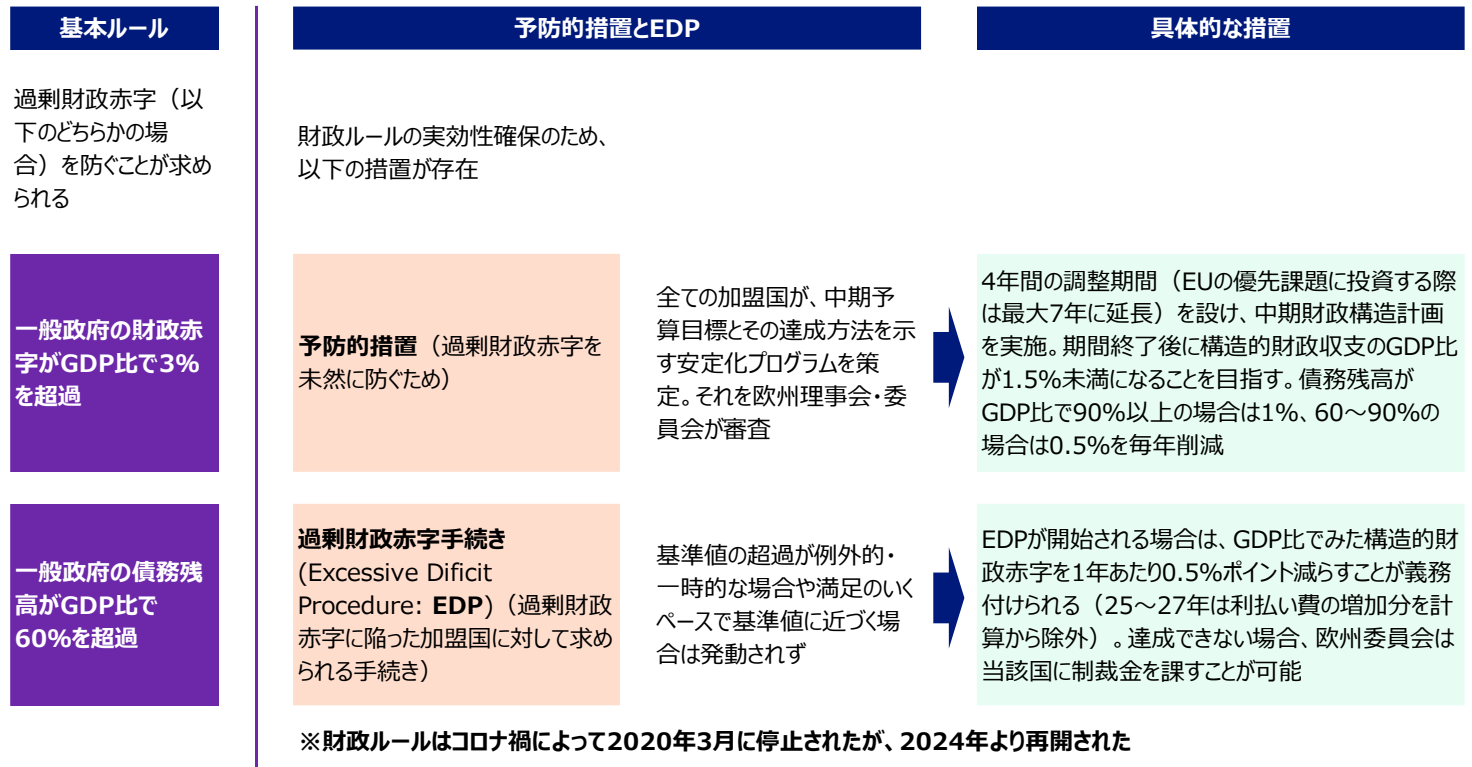 基本ルール
予防的措置とEDP
具体的な措置
過剰財政赤字（以
下のどちらかの場
合）を防ぐことが求め
られる
財政ルールの実効性確保のため、
以下の措置が存在
一般政府の財政赤
字がGDP比で3%
を超過
予防的措置（過剰財政赤字を
未然に防ぐため）
全ての加盟国が、中期予
算目標とその達成方法を示
す安定化プログラムを策
定。それを欧州理事会・委
員会が審査
4年間の調整期間（EUの優先課題に投資する際
は最大7年に延長）を設け、中期財政構造計画
を実施。期間終了後に構造的財政収支のGDP比
が1.5%未満になることを目指す。債務残高が
GDP比で90%以上の場合は1%、60～90%の
場合は0.5%を毎年削減
一般政府の債務残
高がGDP比で
60%を超過
過剰財政赤字手続き
(Excessive Dificit
Procedure: EDP)（過剰財政
赤字に陥った加盟国に対して求め
られる手続き）
基準値の超過が例外的・
一時的な場合や満足のいく
ペースで基準値に近づく場
合は発動されず
EDPが開始される場合は、GDP比でみた構造的財
政赤字を1年あたり0.5%ポイント減らすことが義務
付けられる（25～27年は利払い費の増加分を計
算から除外）。達成できない場合、欧州委員会は
当該国に制裁金を課すことが可能
※財政ルールはコロナ禍によって2020年3月に停止されたが、2024年より再開された